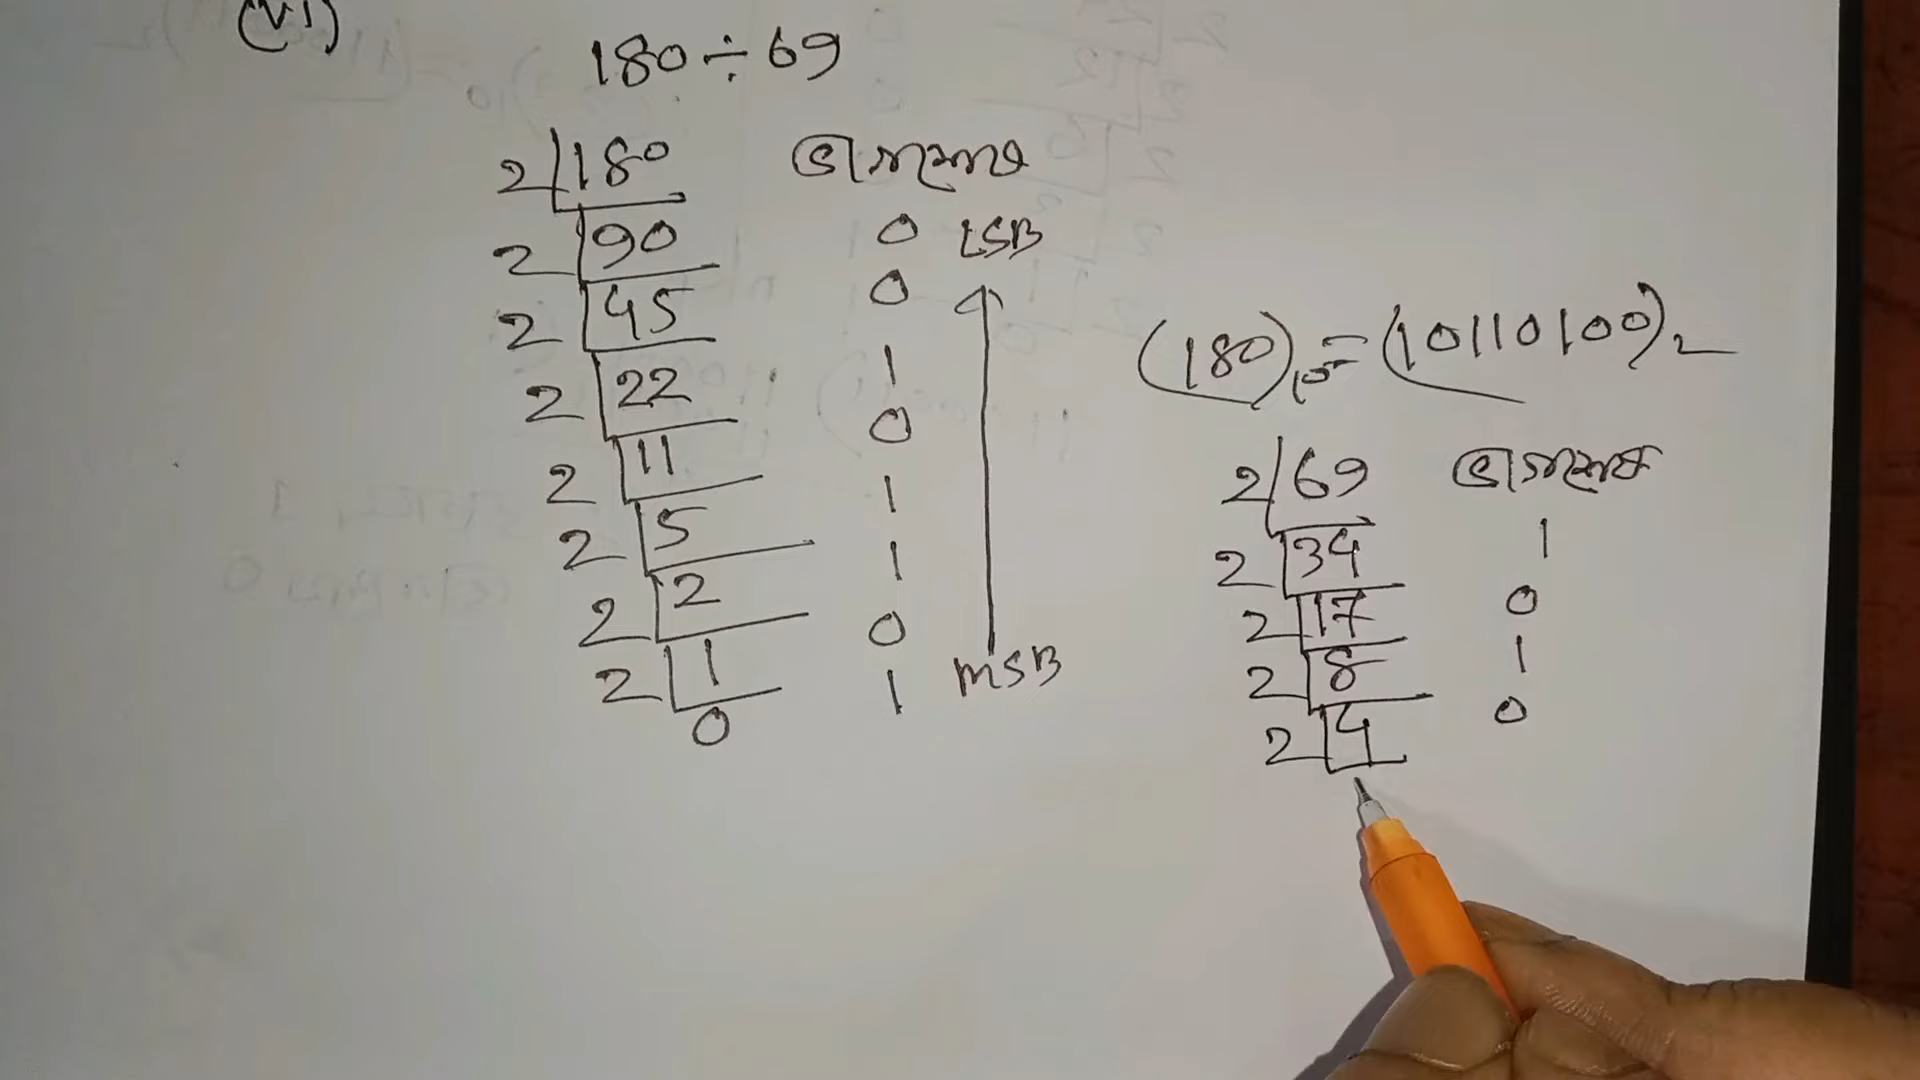 (vi)
180 ÷ 69
2 180 ভাগশেষ
2 90 0 LSB
2 45 0
2 22 1
2 11 0
2 5 1
2 2 1
2 1 0
0 1 MSB
(180)10 = (10110100)2
2 69 ভাগশেষ
2 34 1
2 17 0
2 8 1
2 4 0